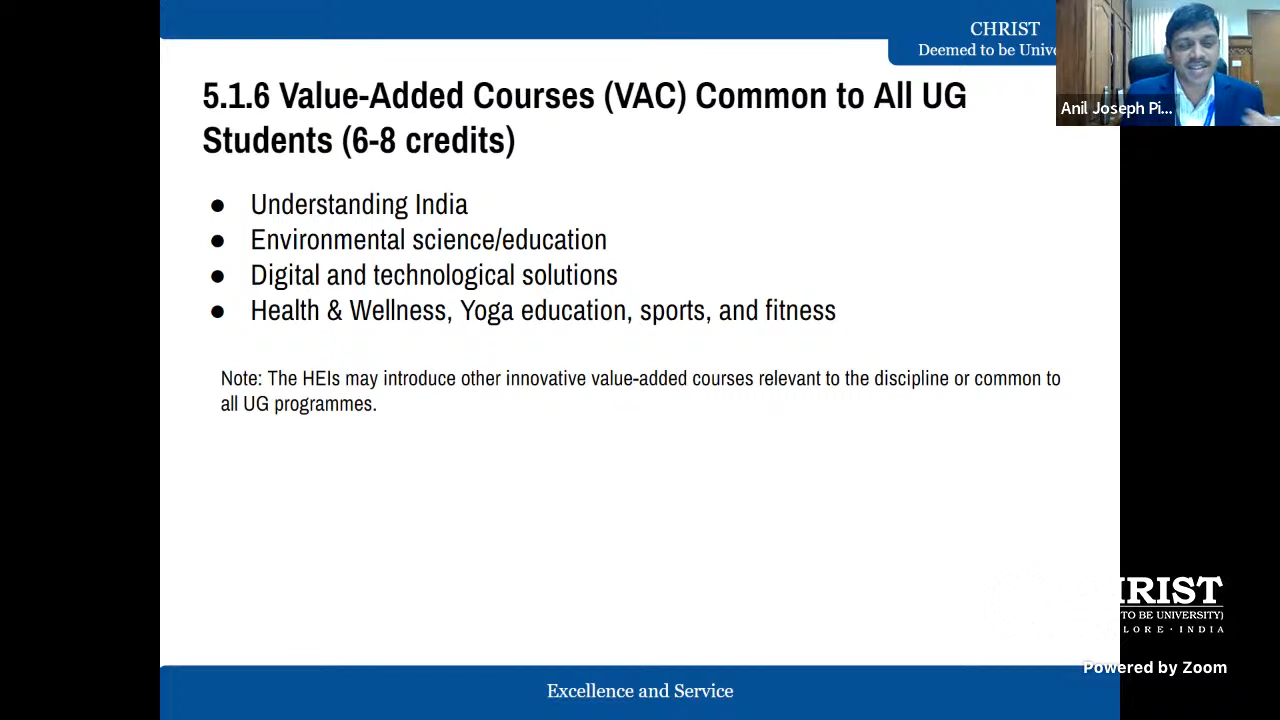 CHRIST
Deemed to be Unive
Anil Joseph Pi...
5.1.6 Value-Added Courses (VAC) Common to All UG
Students (6-8 credits)
● Understanding India
● Environmental science/education
● Digital and technological solutions
● Health & Wellness, Yoga education, sports, and fitness
Note: The HEIs may introduce other innovative value-added courses relevant to the discipline or common to
all UG programmes.
HRIST
TO BE UNIVERSITY)
LORE · INDIA
Powered by Zoom
Excellence and Service